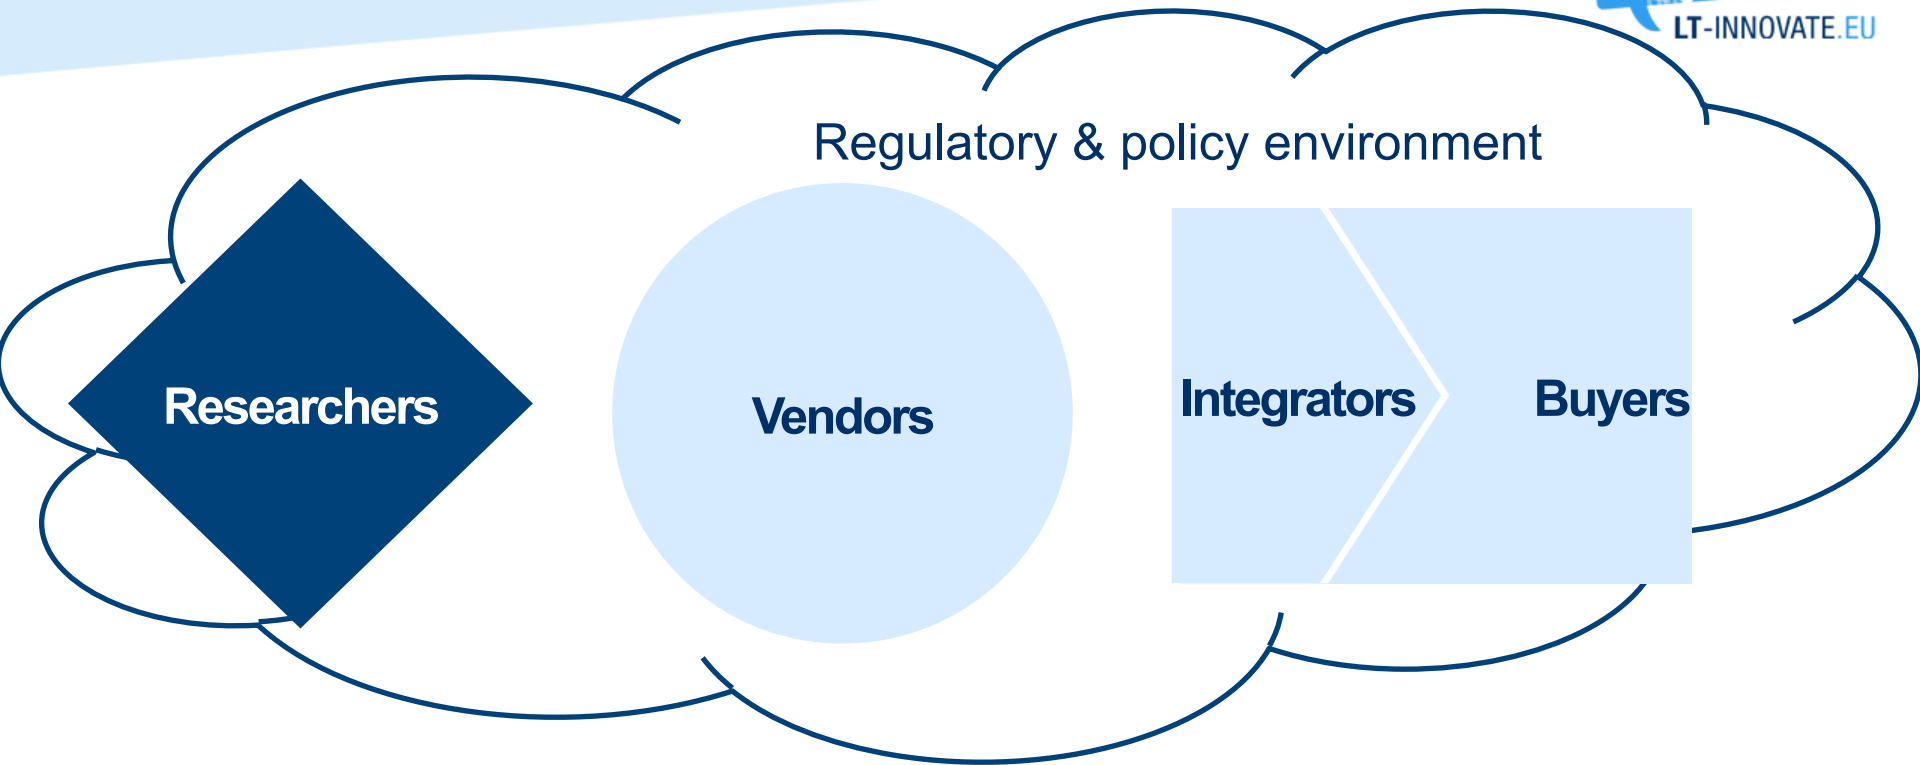 LT-INNOVATE.EU
Regulatory & policy environment
Researchers
Vendors
Integrators
Buyers